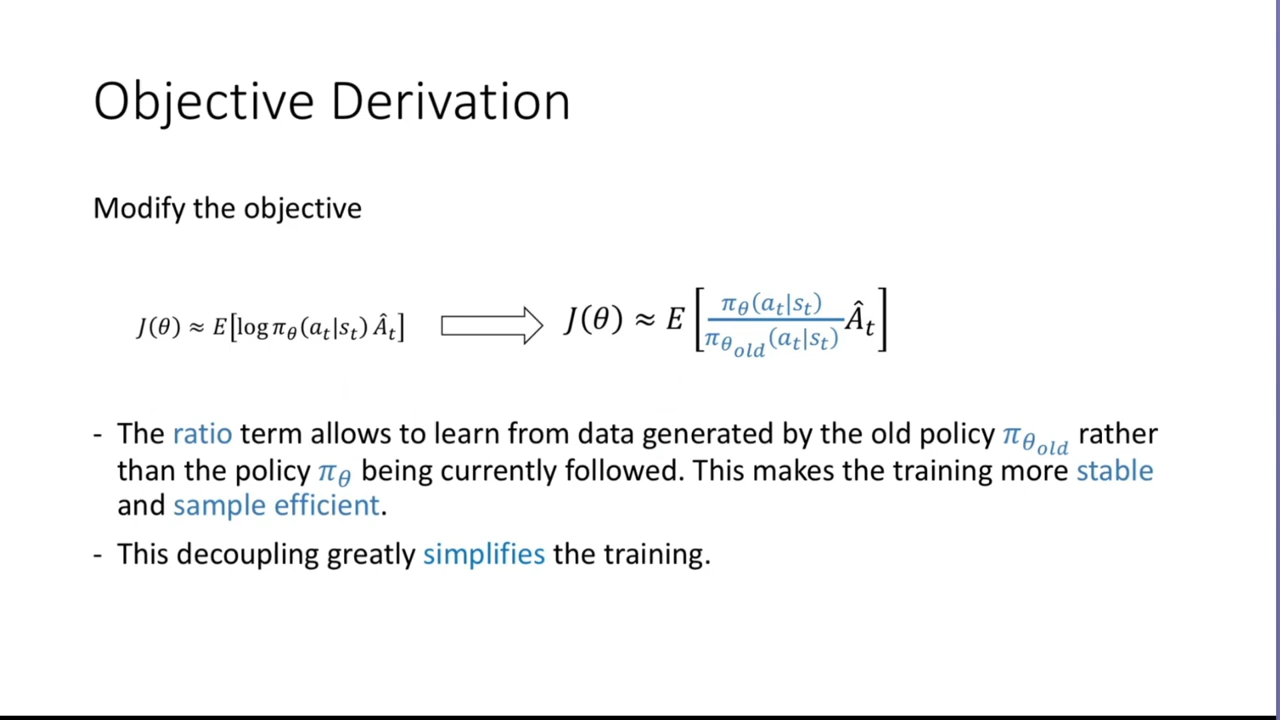 Objective Derivation
Modify the objective
J(θ) ≈ E[log π_θ(a_t|s_t) Â_t]
J(θ) ≈ E[π_θ(a_t|s_t) / π_θ_old(a_t|s_t) Â_t]
- The ratio term allows to learn from data generated by the old policy π_θ_old rather
than the policy π_θ being currently followed. This makes the training more stable
and sample efficient.
- This decoupling greatly simplifies the training.